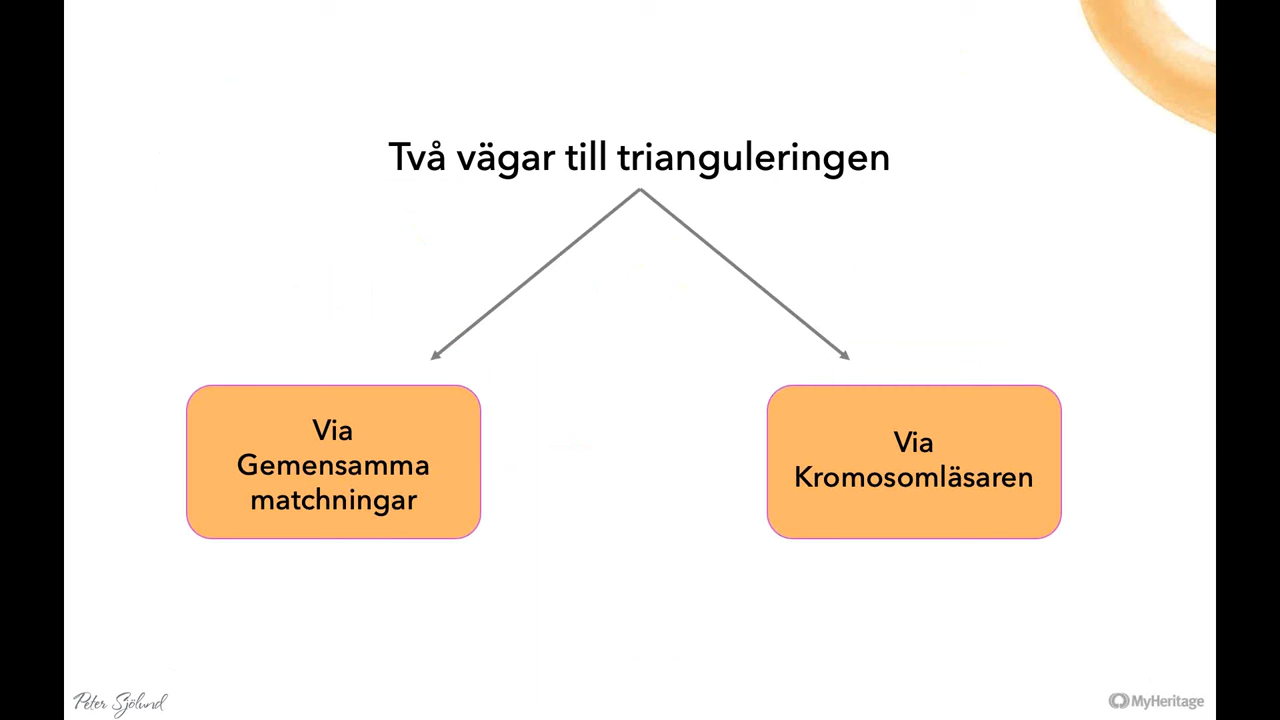 Två vägar till trianguleringen
Via
Gemensamma
matchningar
Via
Kromosomläsaren
Peter Sjölund
MyHeritage